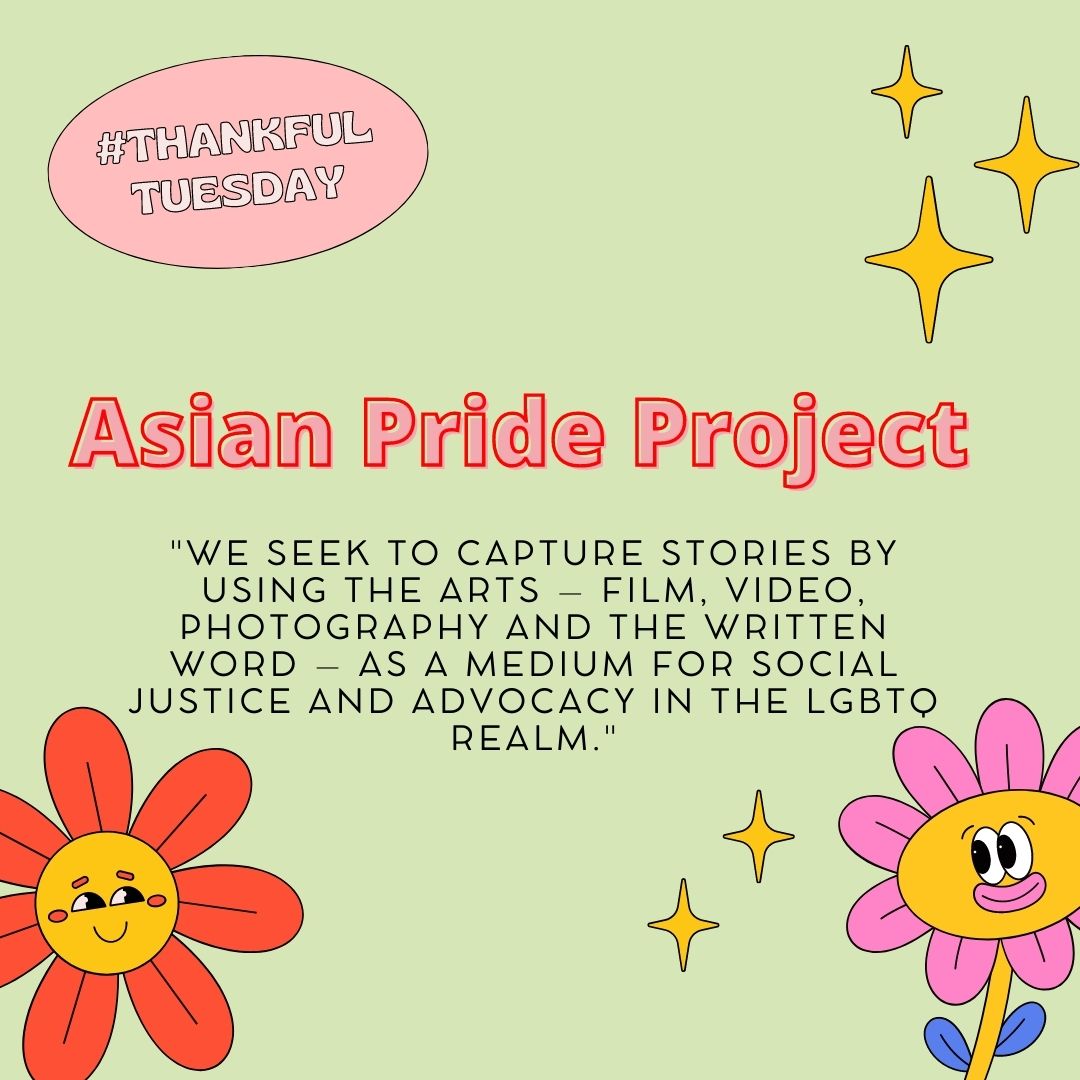 #THANKFUL
TUESDAY
Asian Pride Project
"WE SEEK TO CAPTURE STORIES BY
USING THE ARTS – FILM, VIDEO,
PHOTOGRAPHY AND THE WRITTEN
WORD – AS A MEDIUM FOR SOCIAL
JUSTICE AND ADVOCACY IN THE LGBTQ
REALM."